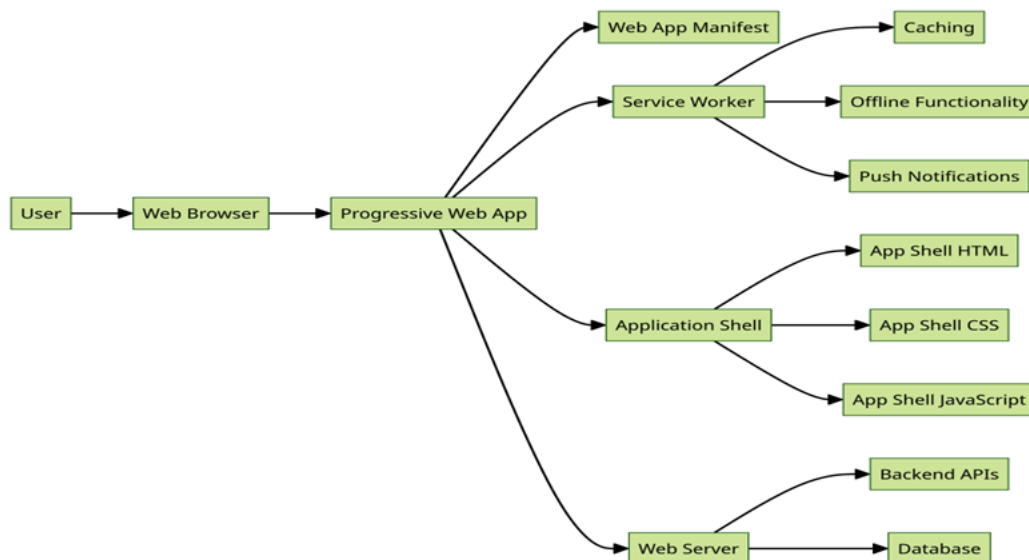 Web App Manifest
Caching
Service Worker
Offline Functionality
Push Notifications
User
Web Browser
Progressive Web App
App Shell HTML
Application Shell
App Shell CSS
App Shell JavaScript
Backend APIs
Web Server
Database